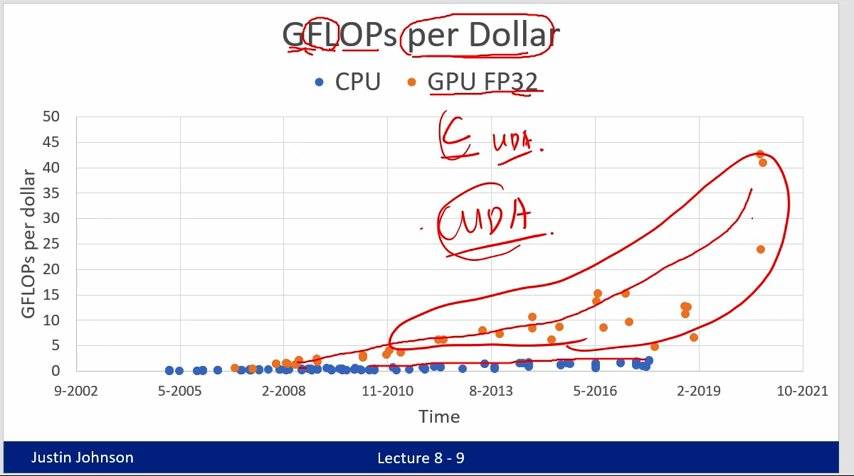 GFLOPs per Dollar
CPU GPU FP32
50
45
40
35
30
25
20
15
10
5
0
GFLOPs per dollar
C UDA.
CUDA.
9-2002 5-2005 2-2008 11-2010 8-2013 5-2016 2-2019 10-2021
Time
Justin Johnson Lecture 8 - 9